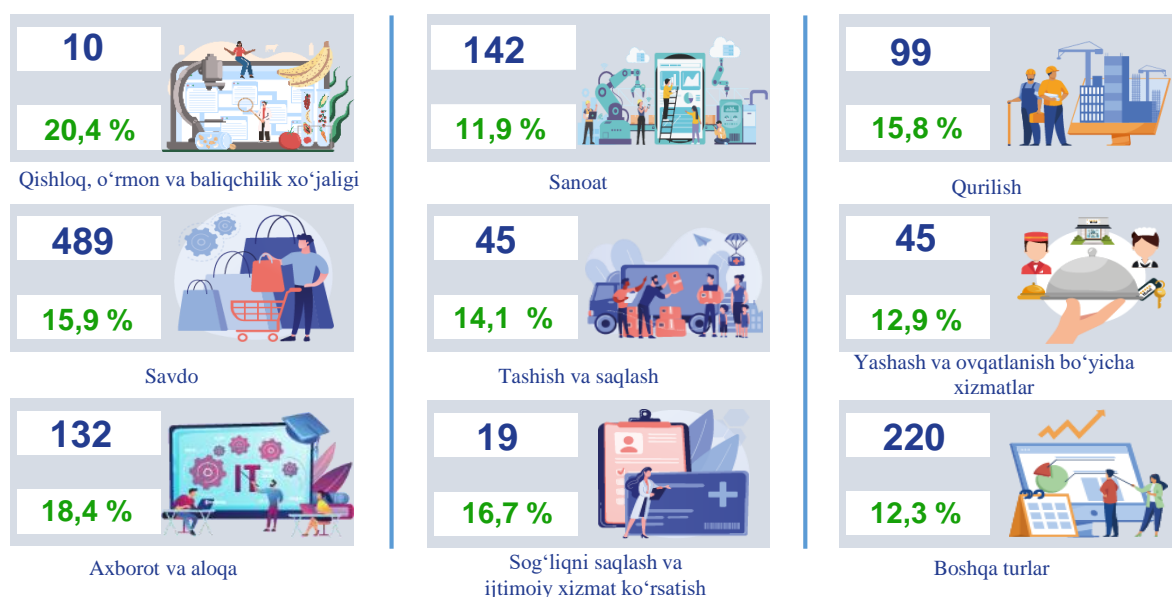 10
20,4 %
Qishloq, o‘rmon va baliqchilik xo‘jaligi
142
11,9 %
Sanoat
99
15,8 %
Qurilish
489
15,9 %
Savdo
45
14,1 %
Tashish va saqlash
45
12,9 %
Yashash va ovqatlanish bo‘yicha
xizmatlar
132
IT
18,4 %
Axborot va aloqa
19
16,7 %
Sog‘liqni saqlash va
ijtimoiy xizmat ko‘rsatish
220
12,3 %
Boshqa turlar